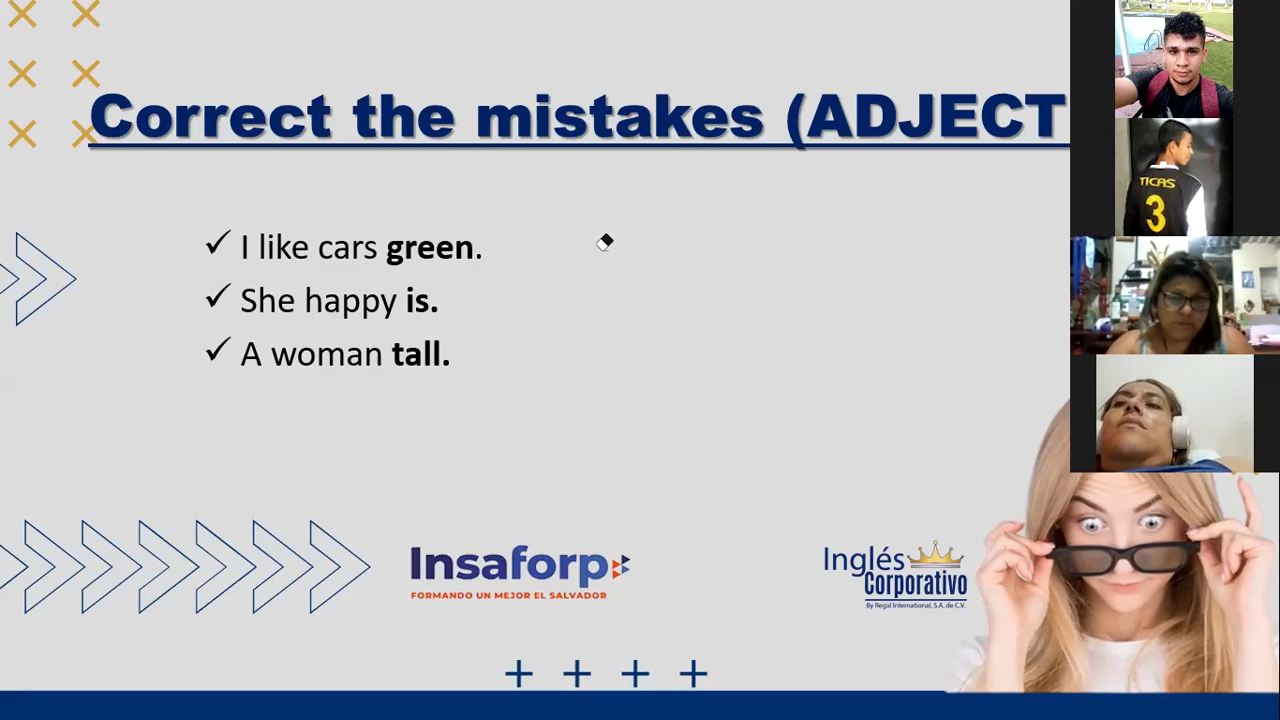 Correct the mistakes (ADJECT
✓ I like cars green.
✓ She happy is.
✓ A woman tall.
TICAS
3
Insaforp
FORMANDO UN MEJOR EL SALVADOR
Inglés
Corporativo
By Regal International, S.A. de C.V.